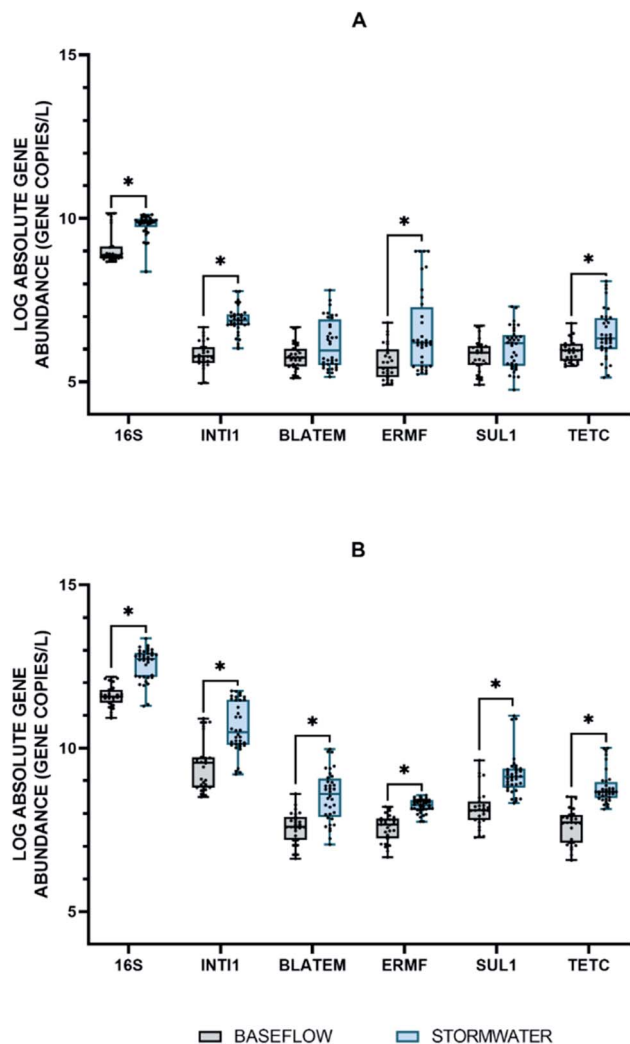 A
LOG ABSOLUTE GENE
ABUNDANCE (GENE COPIES/L)
15
10
5
*
*
*
*
16S INTI1 BLATEM ERMF SUL1 TETC
B
LOG ABSOLUTE GENE
ABUNDANCE (GENE COPIES/L)
15
10
5
*
*
*
*
*
*
16S INTI1 BLATEM ERMF SUL1 TETC
BASEFLOW STORMWATER